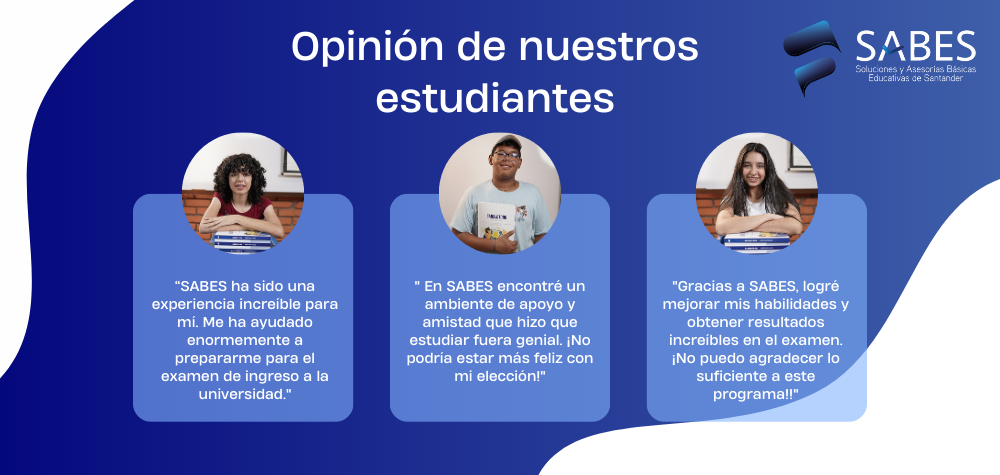 Opinión de nuestros
estudiantes
SABES
Soluciones y Asesorías Básicas
Educativas de Santander
“SABES ha sido una
experiencia increíble para
mí. Me ha ayudado
enormemente a
prepararme para el
examen de ingreso a la
universidad."
" En SABES encontré un
ambiente de apoyo y
amistad que hizo que
estudiar fuera genial. ¡No
podría estar más feliz con
mi elección!"
"Gracias a SABES, logré
mejorar mis habilidades y
obtener resultados
increíbles en el examen.
¡No puedo agradecer lo
suficiente a este
programa!!"